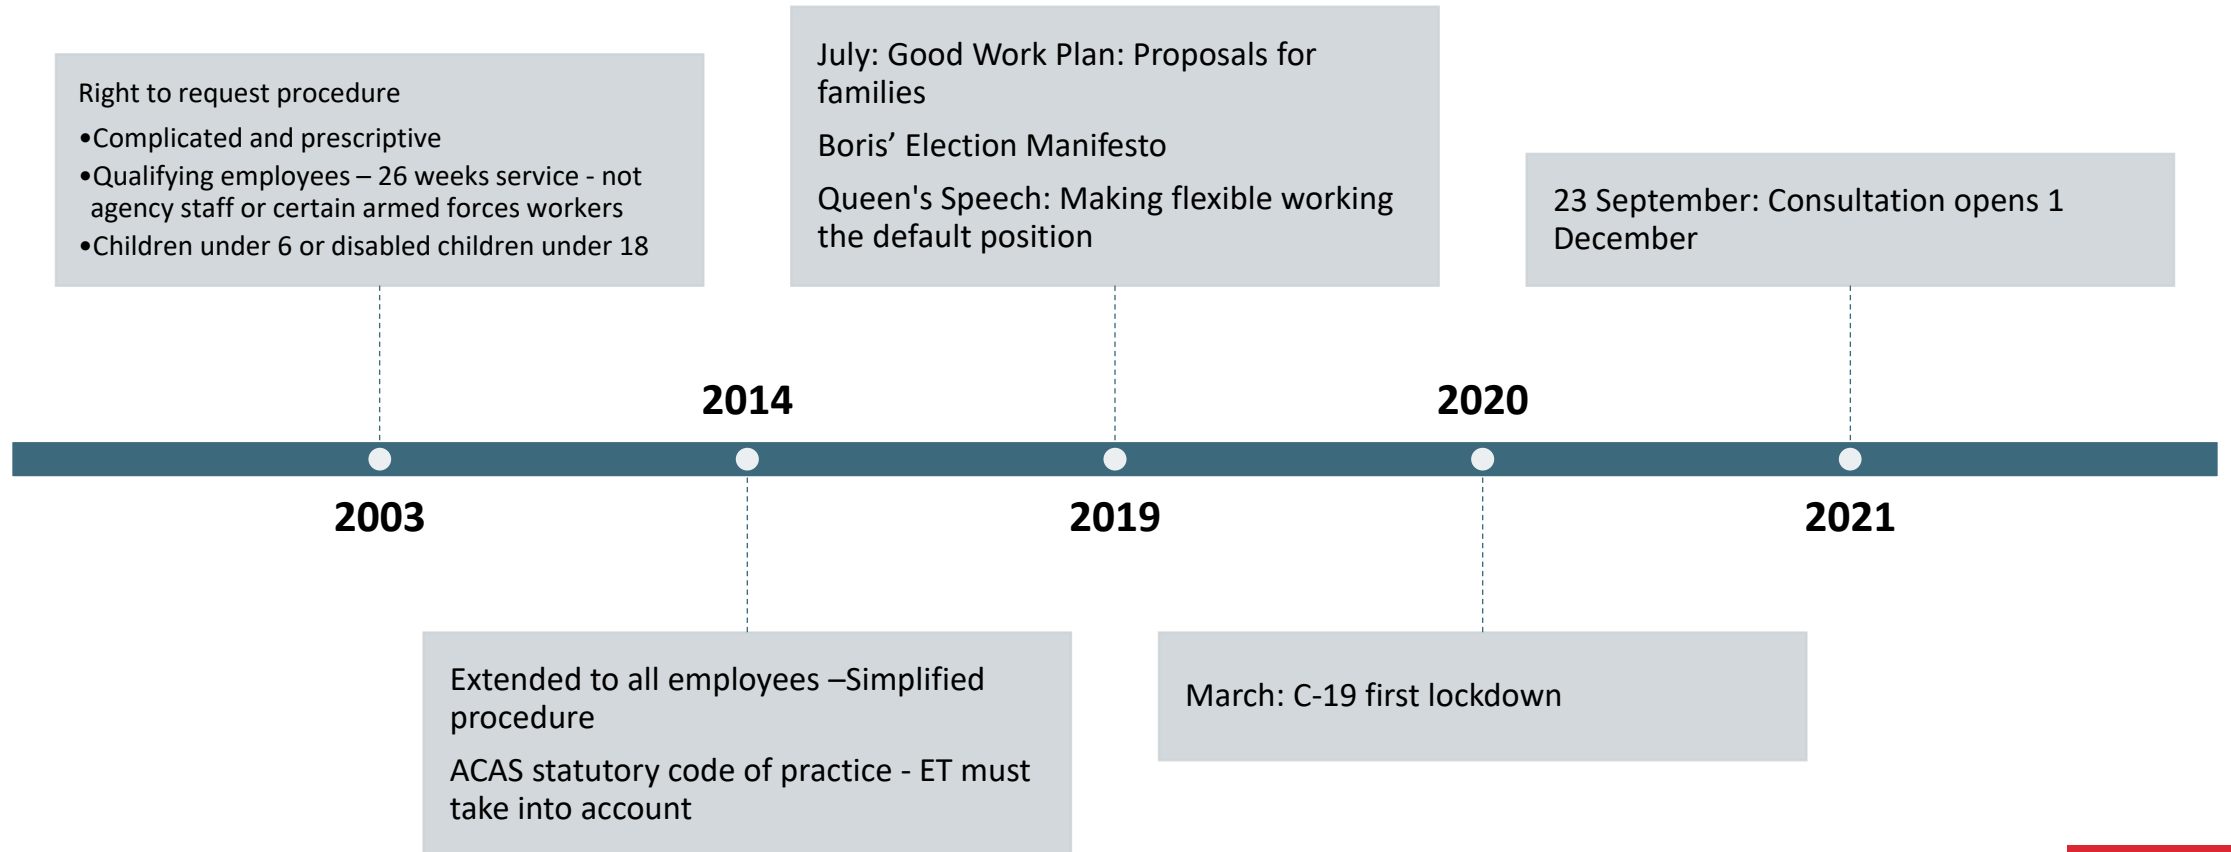 Right to request procedure
•Complicated and prescriptive
•Qualifying employees – 26 weeks service - not
agency staff or certain armed forces workers
•Children under 6 or disabled children under 18
2003
2014
Extended to all employees –Simplified
procedure
ACAS statutory code of practice - ET must
take into account
July: Good Work Plan: Proposals for
families
Boris’ Election Manifesto
Queen's Speech: Making flexible working
the default position
2019
2020
March: C-19 first lockdown
23 September: Consultation opens 1
December
2021